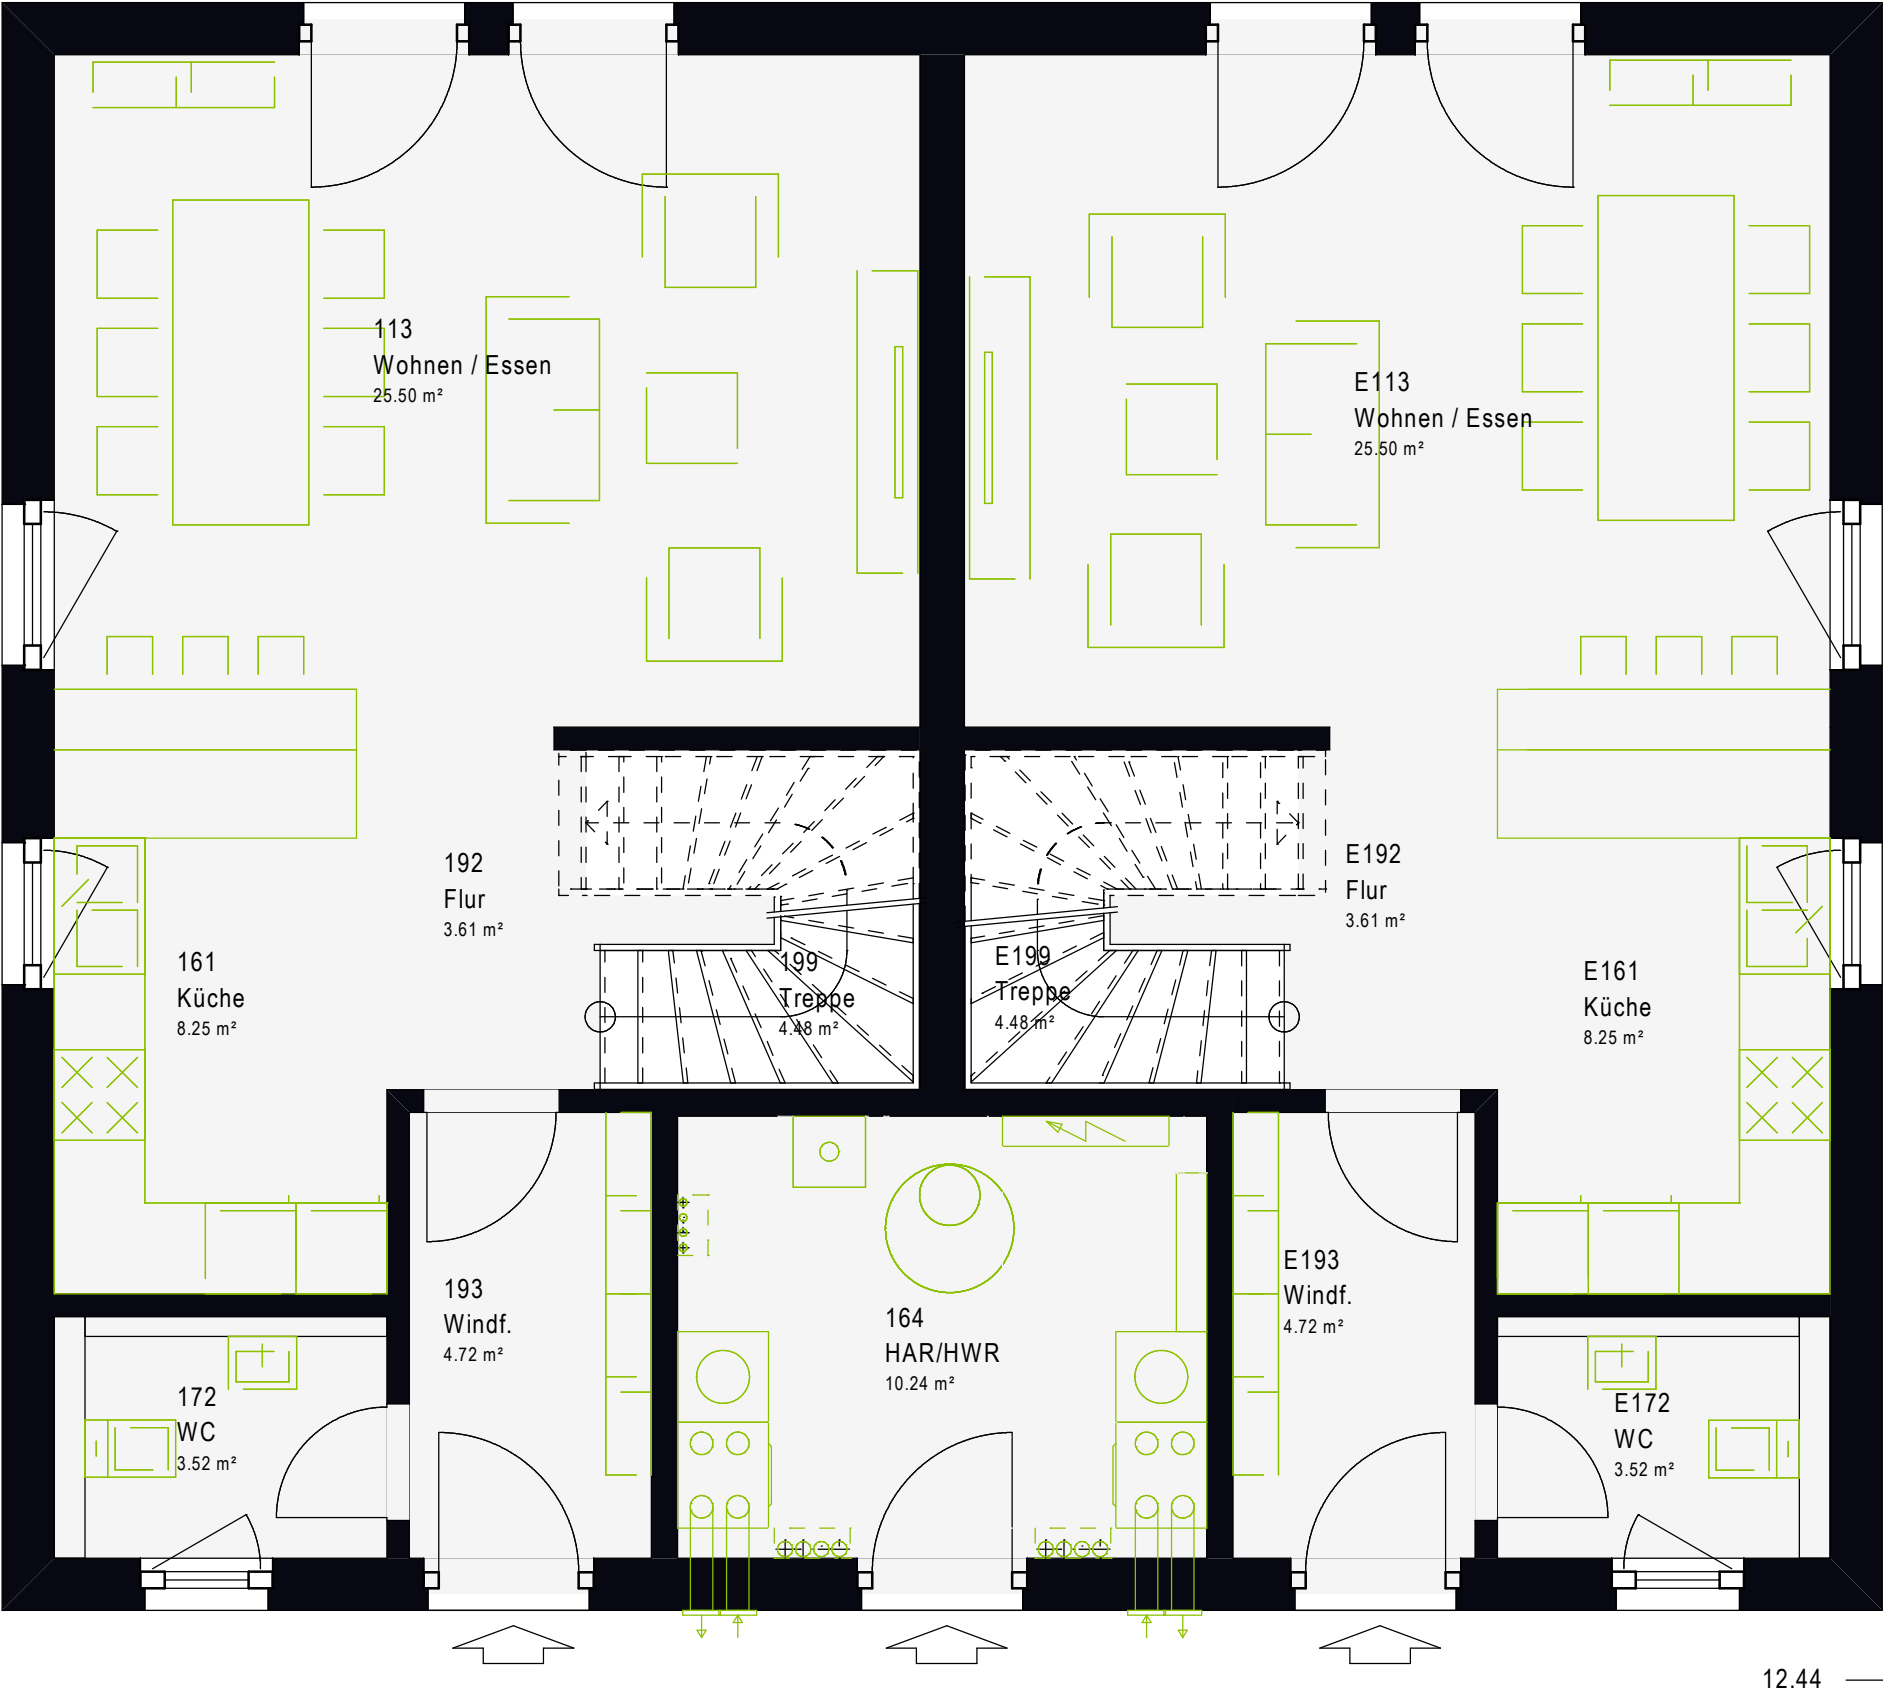 113
Wohnen / Essen
25.50 m²
E113
Wohnen / Essen
25.50 m²
192
Flur
3.61 m²
E192
Flur
3.61 m²
161
Küche
8.25 m²
199
Treppe
4.48 m²
E199
Treppe
4.48 m²
E161
Küche
8.25 m²
193
Windf.
4.72 m²
164
HAR/HWR
10.24 m²
E193
Windf.
4.72 m²
172
WC
3.52 m²
E172
WC
3.52 m²
12.44